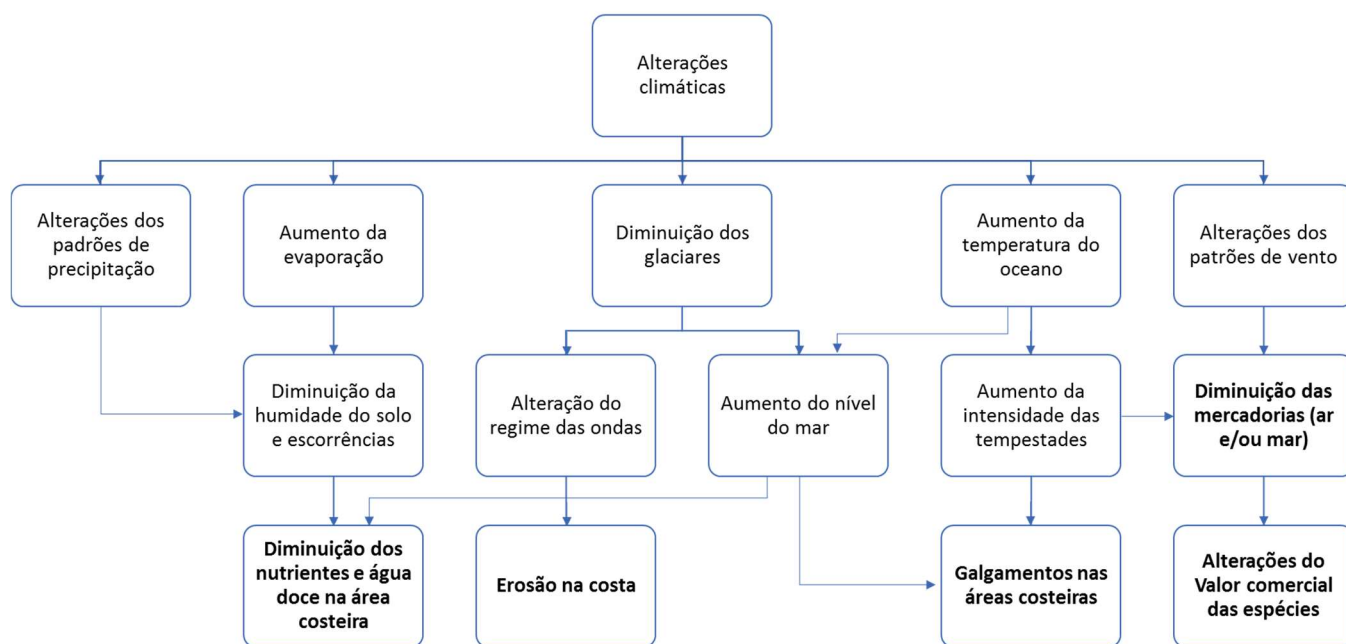 Alterações
climáticas
Alterações dos
padrões de
precipitação
Aumento da
evaporação
Diminuição dos
glaciares
Aumento da
temperatura do
oceano
Alterações dos
patrões de vento
Diminuição da
humidade do solo
e escorrências
Alteração do
regime das ondas
Aumento do nível
do mar
Aumento da
intensidade das
tempestades
Diminuição das
mercadorias (ar
e/ou mar)
Diminuição dos
nutrientes e água
doce na área
costeira
Erosão na costa
Galgamentos nas
áreas costeiras
Alterações do
Valor comercial
das espécies